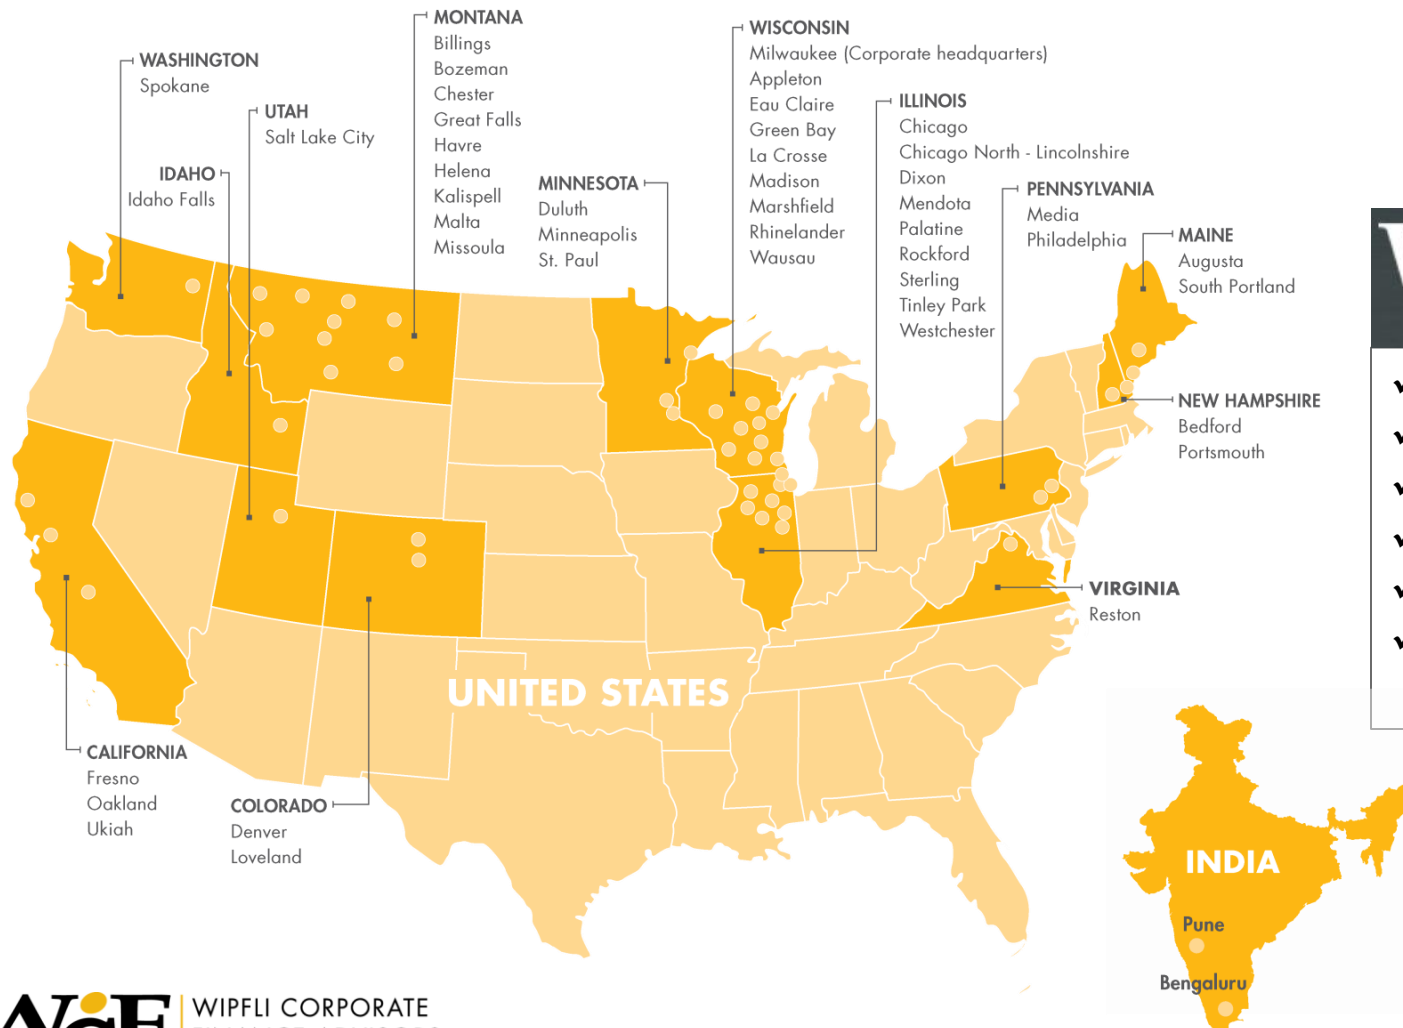 MONTANA
Billings
Bozeman
Chester
Great Falls
Havre
Helena
Kalispell
Malta
Missoula
WISCONSIN
Milwaukee (Corporate headquarters)
Appleton
Eau Claire
Green Bay
La Crosse
Madison
Marshfield
Rhinelander
Wausau
WASHINGTON
Spokane
UTAH
Salt Lake City
ILLINOIS
Chicago
Chicago North - Lincolnshire
Dixon
Mendota
Palatine
Rockford
Sterling
Tinley Park
Westchester
IDAHO
Idaho Falls
MINNESOTA
Duluth
Minneapolis
St. Paul
PENNSYLVANIA
Media
Philadelphia
MAINE
Augusta
South Portland
NEW HAMPSHIRE
Bedford
Portsmouth
VIRGINIA
Reston
UNITED STATES
CALIFORNIA
Fresno
Oakland
Ukiah
COLORADO
Denver
Loveland
INDIA
Pune
Bengaluru
WIPFLI CORPORATE